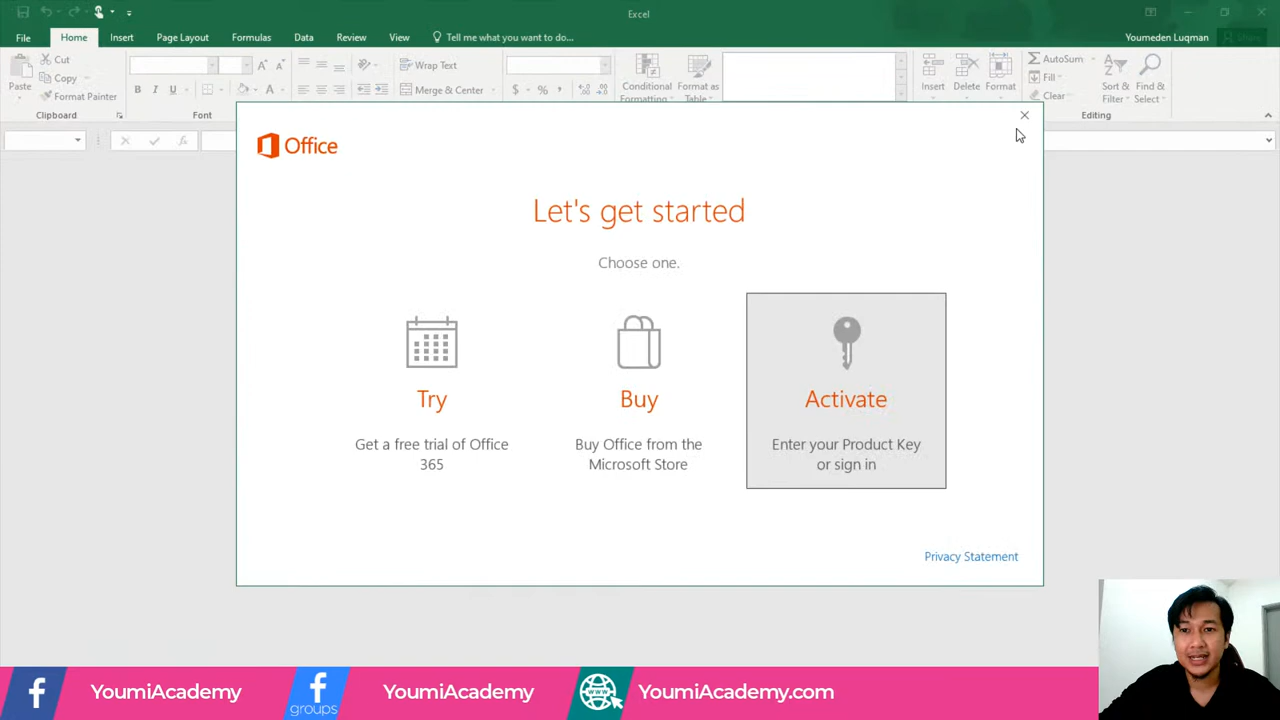 Excel
File Home Insert Page Layout Formulas Data Review View Tell me what you want to do... Youmeden Luqman Share
Cut
Copy
Format Painter
Paste
Clipboard
Font
B I U
Wrap Text
Merge & Center
$ % ,
Conditional
Formatting
Format as
Table
Insert Delete Format
AutoSum
Fill
Clear
Sort &
Filter
Find &
Select
Editing
Office
Let's get started
Choose one.
Try
Get a free trial of Office
365
Buy
Buy Office from the
Microsoft Store
Activate
Enter your Product Key
or sign in
Privacy Statement
YoumiAcademy
groups
YoumiAcademy
WWW
YoumiAcademy.com